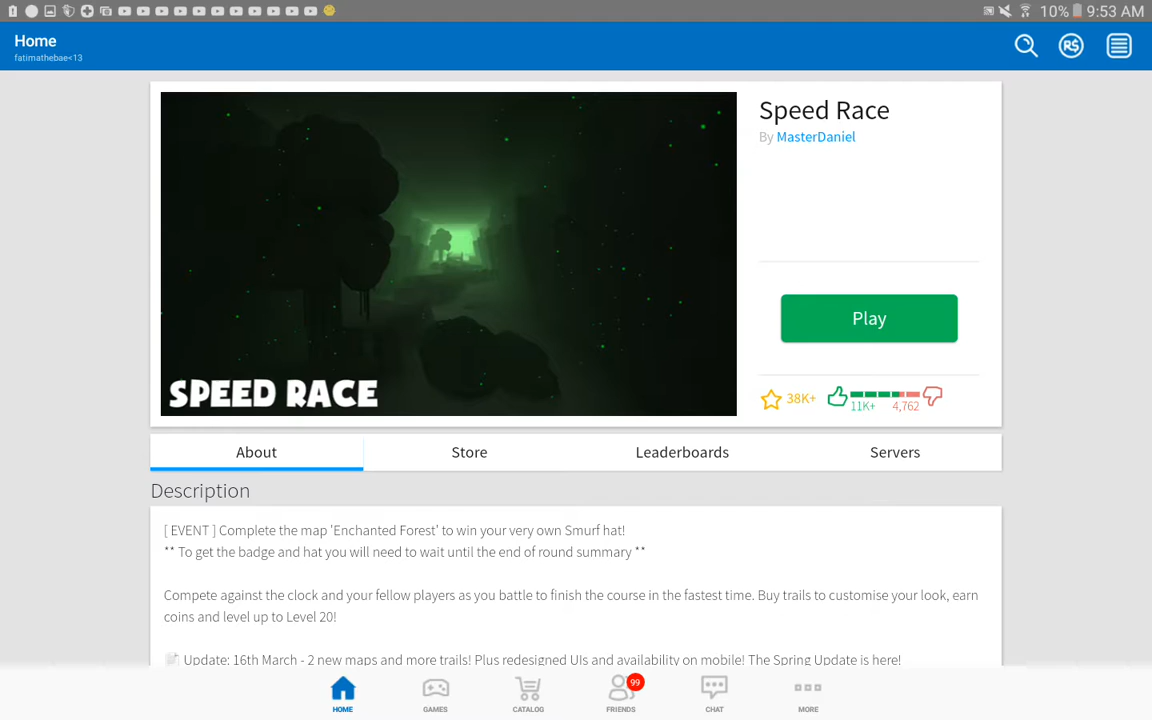 10% 9:53 AM
Home
fatimathebae<13
R$
Speed Race
By MasterDaniel
SPEED RACE
Play
38K+
11K+
4,762
About
Store
Leaderboards
Servers
Description
[ EVENT ] Complete the map 'Enchanted Forest' to win your very own Smurf hat!
** To get the badge and hat you will need to wait until the end of round summary **
Compete against the clock and your fellow players as you battle to finish the course in the fastest time. Buy trails to customise your look, earn
coins and level up to Level 20!
Update: 16th March - 2 new maps and more trails! Plus redesigned UIs and availability on mobile! The Spring Update is here!
99
HOME
GAMES
CATALOG
FRIENDS
CHAT
MORE